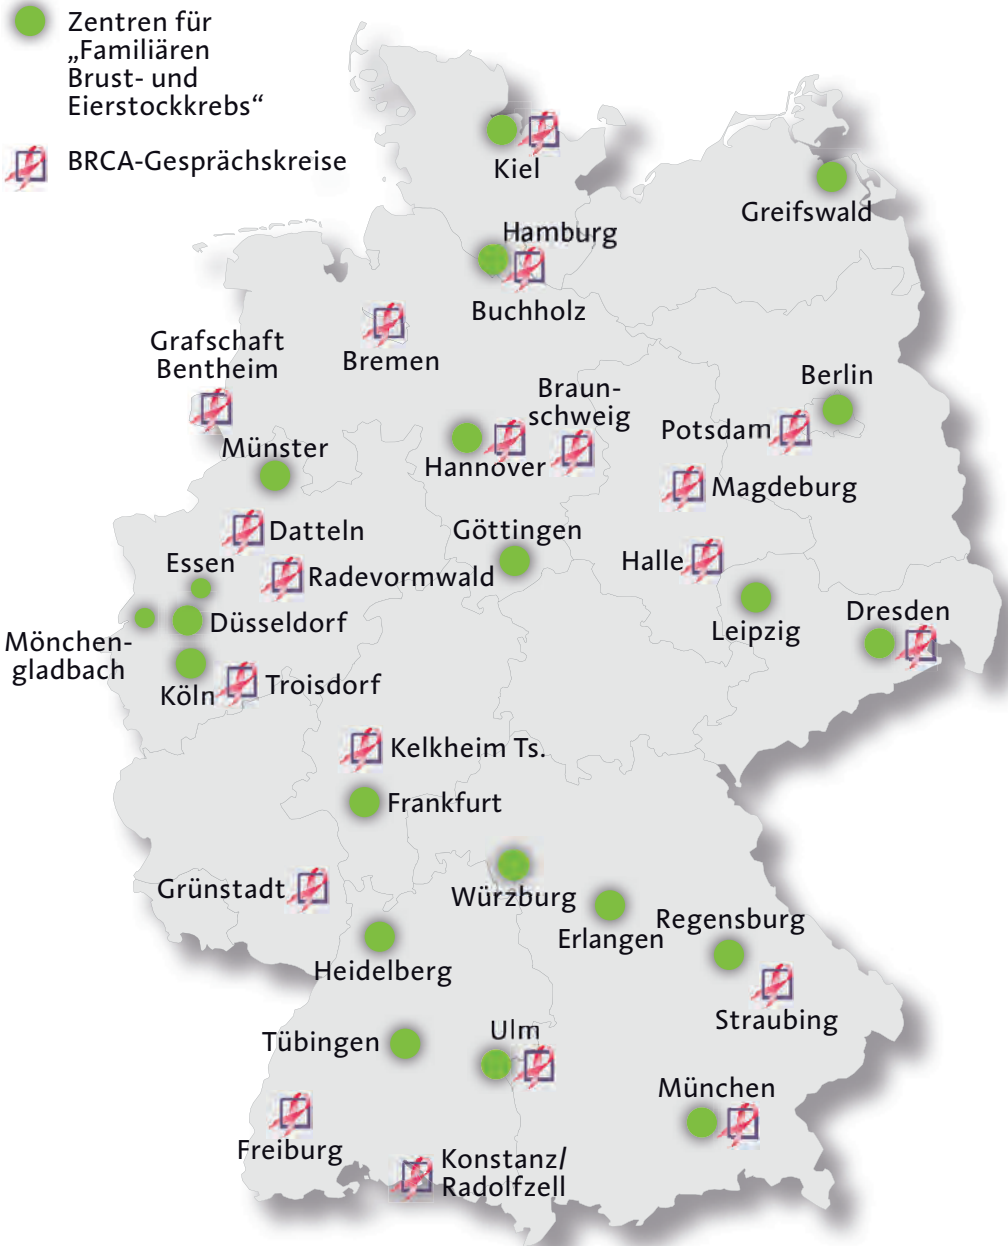 Zentren für
„Familiären
Brust- und
Eierstockkrebs“
BRCA-Gesprächskreise
Kiel
Greifswald
Hamburg
Buchholz
Bremen
Grafschaft
Bentheim
Berlin
Braun-
schweig
Potsdam
Münster
Hannover
Magdeburg
Datteln
Göttingen
Halle
Essen
Radevormwald
Düsseldorf
Leipzig
Dresden
Mönchen-
gladbach
Köln
Troisdorf
Kelkheim Ts.
Frankfurt
Grünstadt
Würzburg
Erlangen
Regensburg
Heidelberg
Straubing
Tübingen
Ulm
München
Freiburg
Konstanz/
Radolfzell